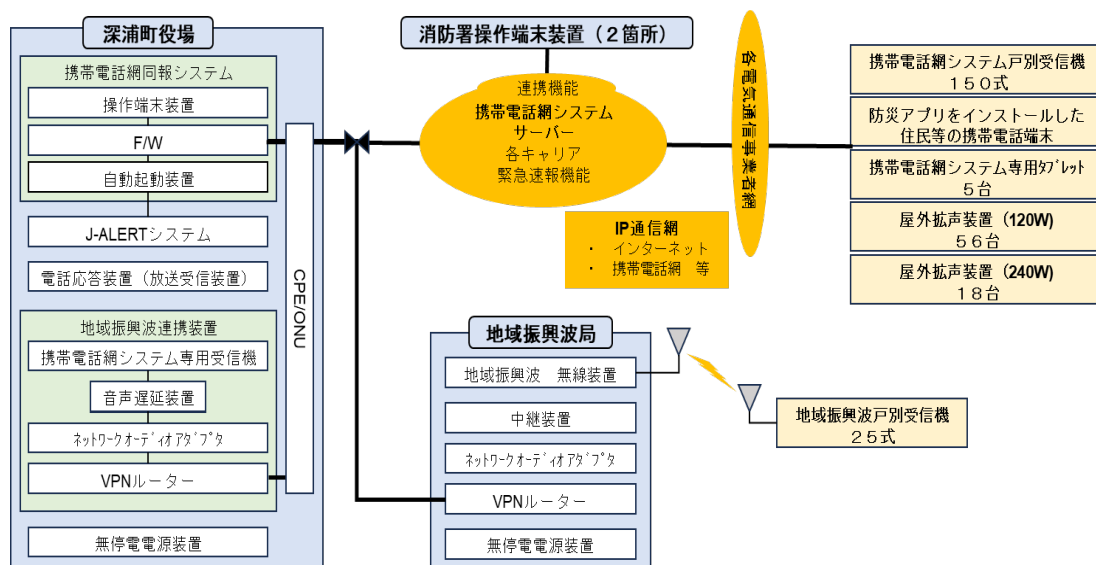 深浦町役場
携帯電話網同報システム
操作端末装置
F/W
自動起動装置
J-ALERTシステム
電話応答装置（放送受信装置）
地域振興波連携装置
携帯電話網システム専用受信機
音声遅延装置
ﾈｯﾄﾜｰｸｵｰﾃﾞｨｵｱﾀﾞﾌﾟﾀ
VPNルーター
無停電電源装置
CPE/ONU
消防署操作端末装置（２箇所）
連携機能
携帯電話網システム
サーバー
各キャリア
緊急速報機能
IP通信網
・ インターネット
・ 携帯電話網　等
各電気通信事業者網
携帯電話網システム戸別受信機
１５０式
防災アプリをインストールした
住民等の携帯電話端末
携帯電話網システム専用ﾀﾌﾞﾚｯﾄ
５台
屋外拡声装置（120W)
５６台
屋外拡声装置（240W)
１８台
地域振興波局
地域振興波　無線装置
中継装置
ﾈｯﾄﾜｰｸｵｰﾃﾞｨｵｱﾀﾞﾌﾟﾀ
VPNルーター
無停電電源装置
地域振興波戸別受信機
２５式